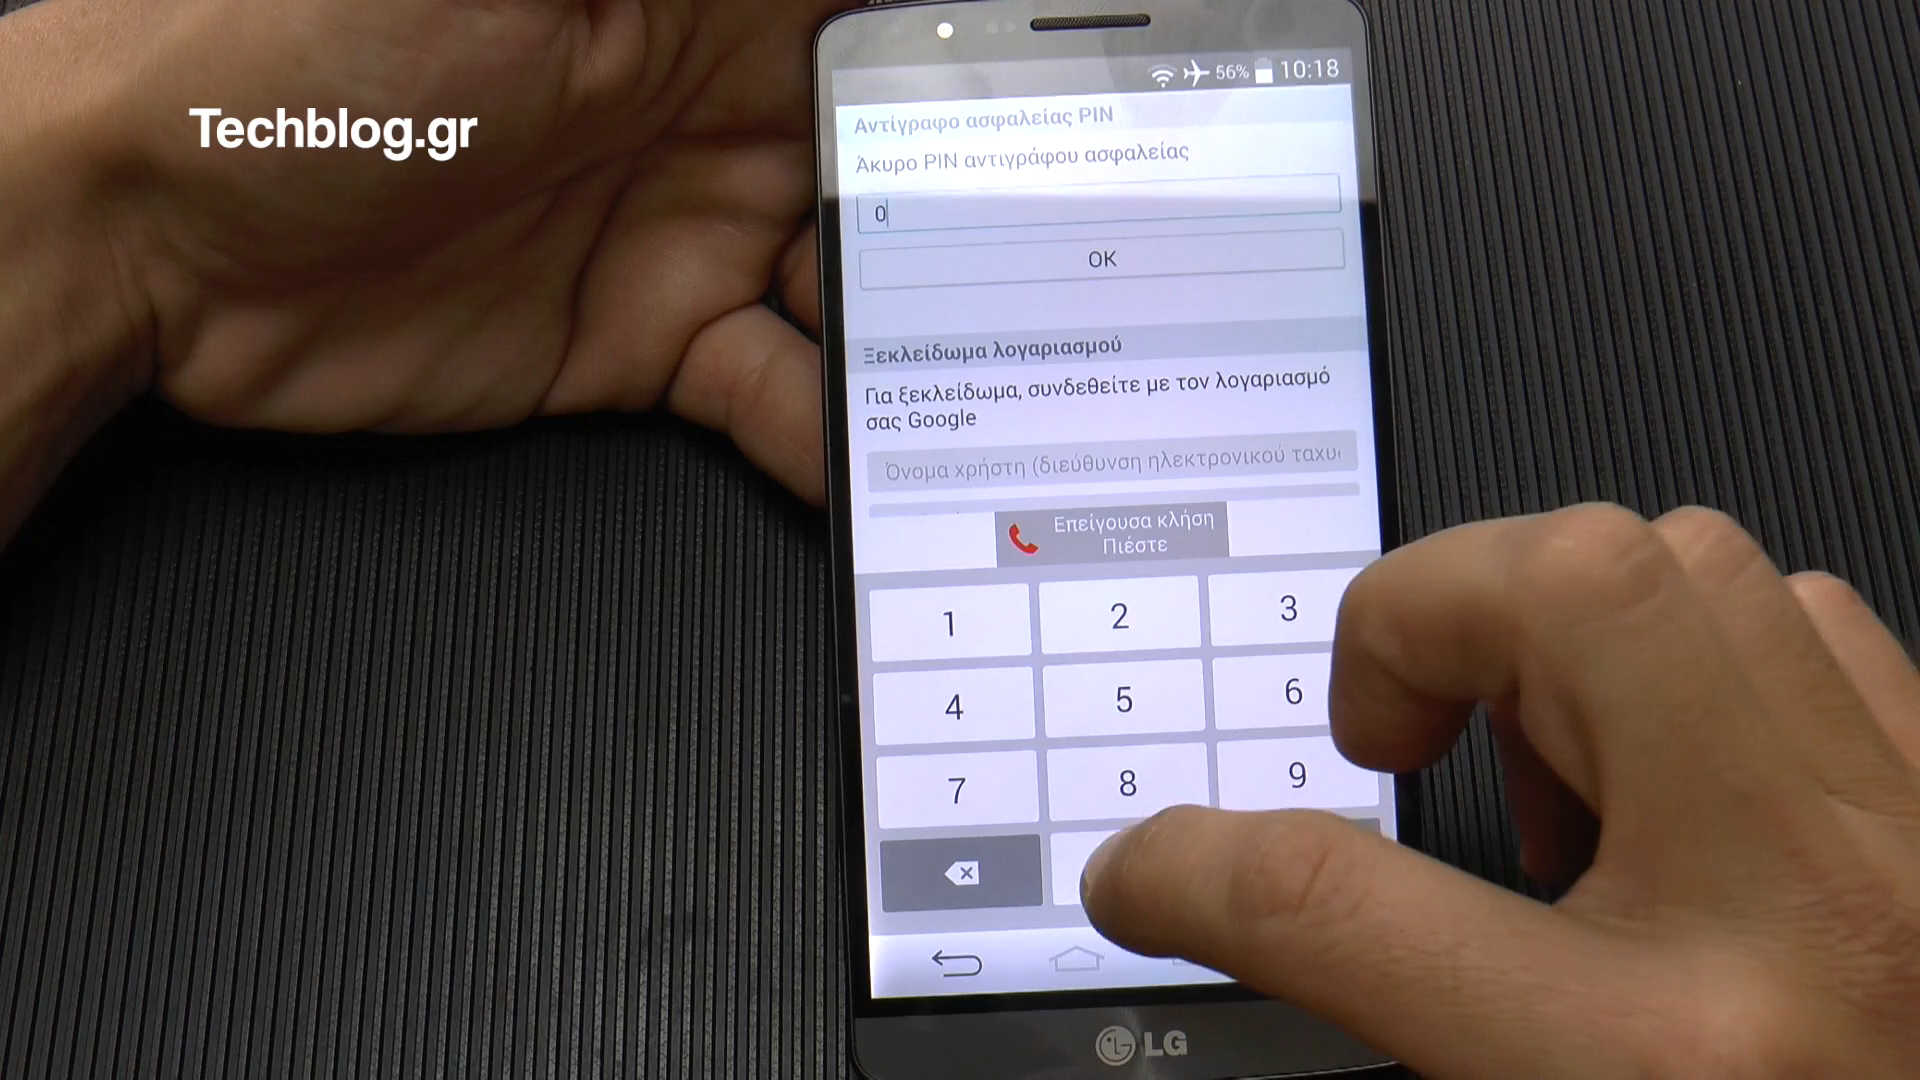 Techblog.gr
56% 10:18
Αντίγραφο ασφαλείας PIN
Άκυρο PIN αντιγράφου ασφαλείας
0
OK
Ξεκλείδωμα λογαριασμού
Για ξεκλείδωμα, συνδεθείτε με τον λογαριασμό
σας Google
Όνομα χρήστη (διεύθυνση ηλεκτρονικού
Επείγουσα κλήση
Πιέστε
1 2 3
4 5 6
7 8 9
LG